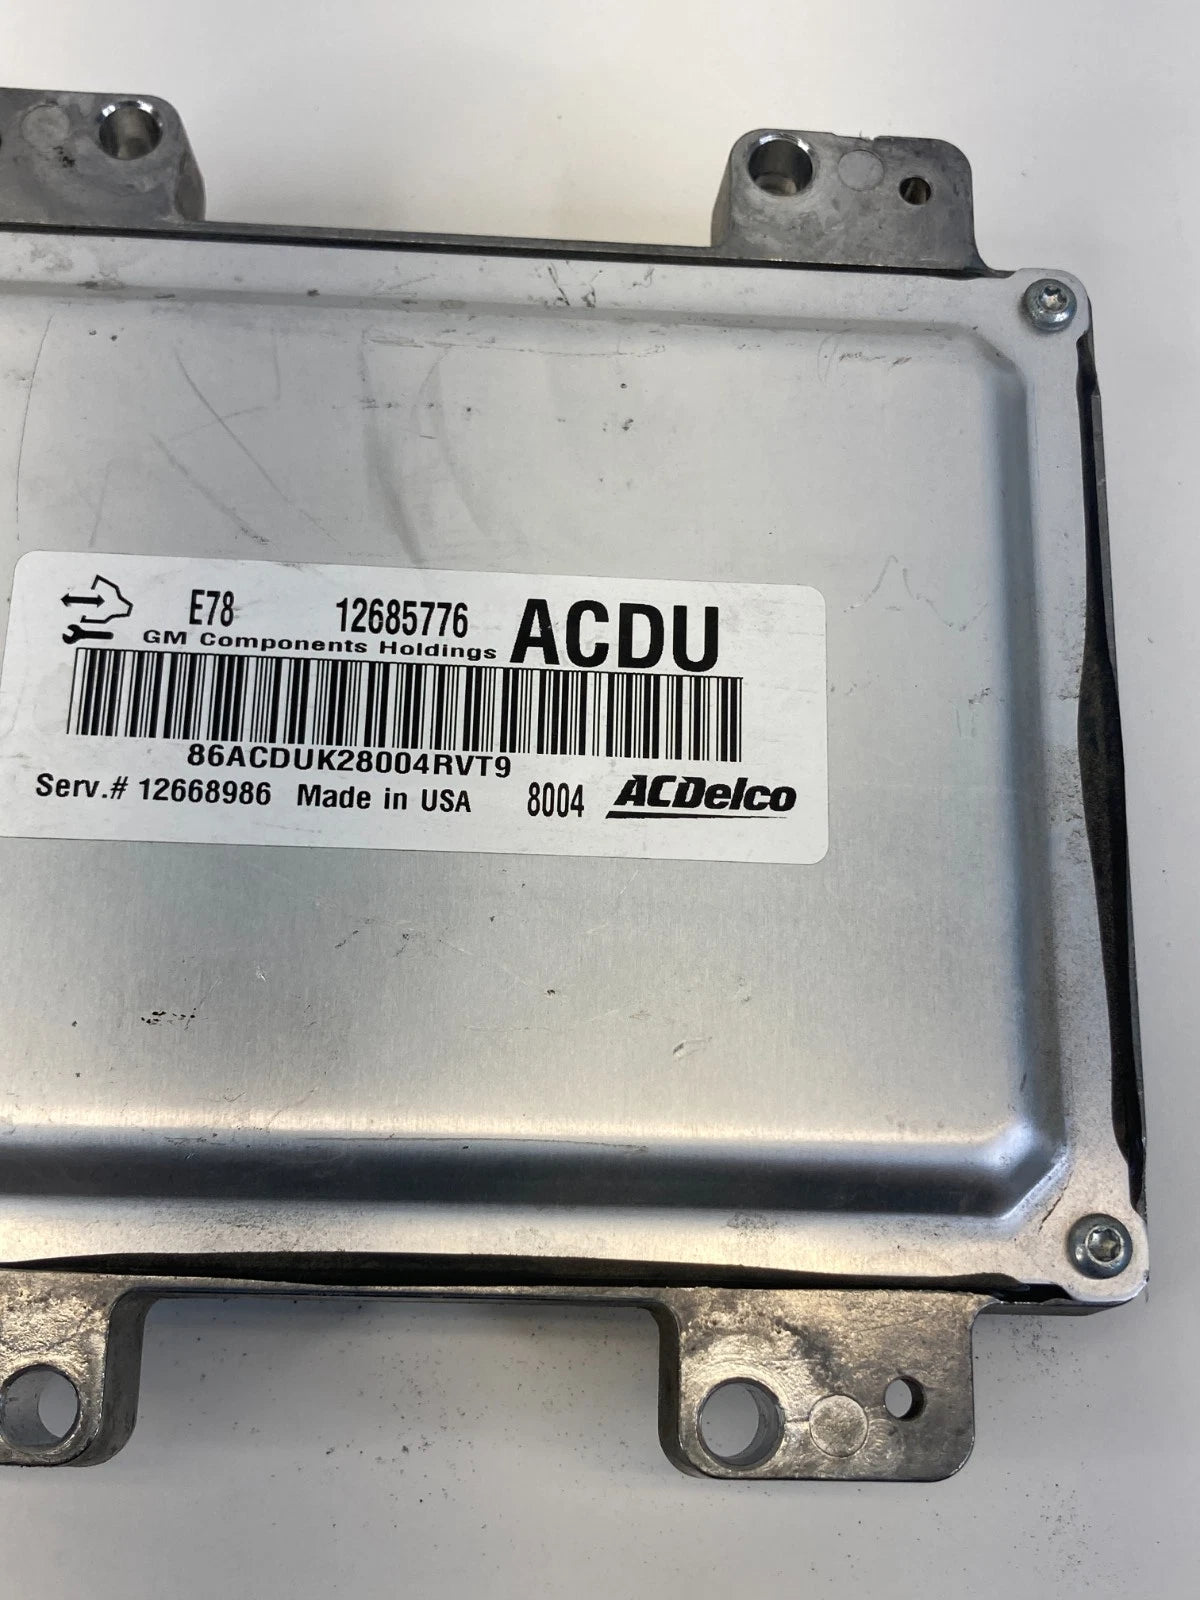 E78 12685776 ACDU
GM Components Holdings
86ACDUK28004RVT9
Serv.# 12668986 Made in USA 8004 ACDelco